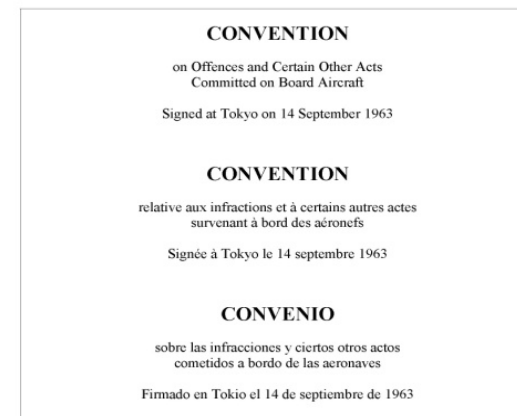 CONVENTION
on Offences and Certain Other Acts
Committed on Board Aircraft
Signed at Tokyo on 14 September 1963
CONVENTION
relative aux infractions et à certains autres actes
survenant à bord des aéronefs
Signée à Tokyo le 14 septembre 1963
CONVENIO
sobre las infracciones y ciertos otros actos
cometidos a bordo de las aeronaves
Firmado en Tokio el 14 de septiembre de 1963